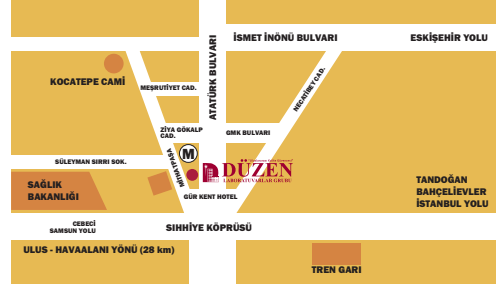 İSMET İNÖNÜ BULVARI
ESKİŞEHİR YOLU
ATATÜRK BULVARI
KOCATEPE CAMİ
MEŞRUTİYET CAD.
NECATİBEY CAD.
ZİYA GÖKALP
CAD.
GMK BULVARI
MİTHATPAŞA
M
SÜLEYMAN SIRRI SOK.
DÜZEN
LABORATUVARLAR GRUBU
SAĞLIK
BAKANLIĞI
GÜR KENT HOTEL
TANDOĞAN
BAHÇELİEVLER
İSTANBUL YOLU
CEBECİ
SAMSUN YOLU
SIHHİYE KÖPRÜSÜ
ULUS - HAVAALANI YÖNÜ (28 km)
TREN GARI